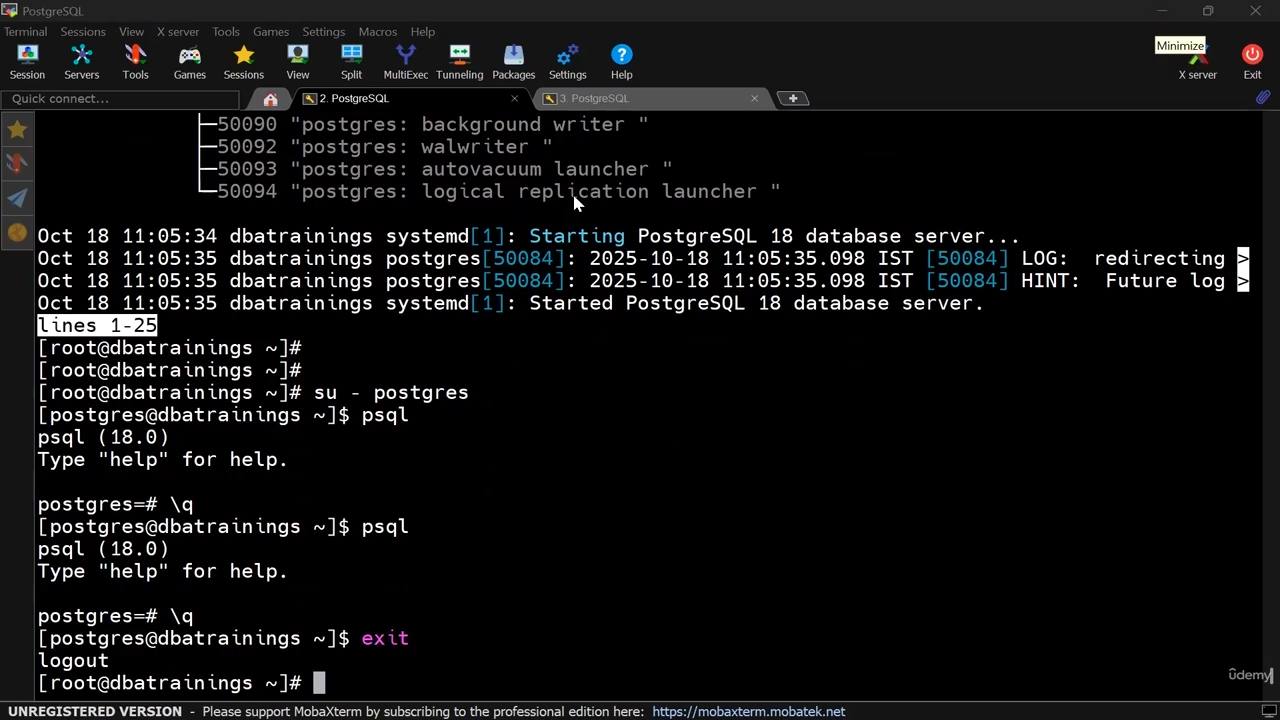 PostgreSQL
Terminal Sessions View X server Tools Games Settings Macros Help
Minimize
Session Servers Tools Games Sessions View Split MultiExec Tunneling Packages Settings Help X server Exit
Quick connect... 2. PostgreSQL 3. PostgreSQL
├─50090 "postgres: background writer "
├─50092 "postgres: walwriter "
├─50093 "postgres: autovacuum launcher "
└─50094 "postgres: logical replication launcher "
Oct 18 11:05:34 dbatrainings systemd[1]: Starting PostgreSQL 18 database server...
Oct 18 11:05:35 dbatrainings postgres[50084]: 2025-10-18 11:05:35.098 IST [50084] LOG:  redirecting >
Oct 18 11:05:35 dbatrainings postgres[50084]: 2025-10-18 11:05:35.098 IST [50084] HINT:  Future log >
Oct 18 11:05:35 dbatrainings systemd[1]: Started PostgreSQL 18 database server.
lines 1-25
[root@dbatrainings ~]#
[root@dbatrainings ~]#
[root@dbatrainings ~]# su - postgres
[postgres@dbatrainings ~]$ psql
psql (18.0)
Type "help" for help.
postgres=# \q
[postgres@dbatrainings ~]$ psql
psql (18.0)
Type "help" for help.
postgres=# \q
[postgres@dbatrainings ~]$ exit
logout
[root@dbatrainings ~]#
ûdemy
UNREGISTERED VERSION - Please support MobaXterm by subscribing to the professional edition here: https://mobaxterm.mobatek.net